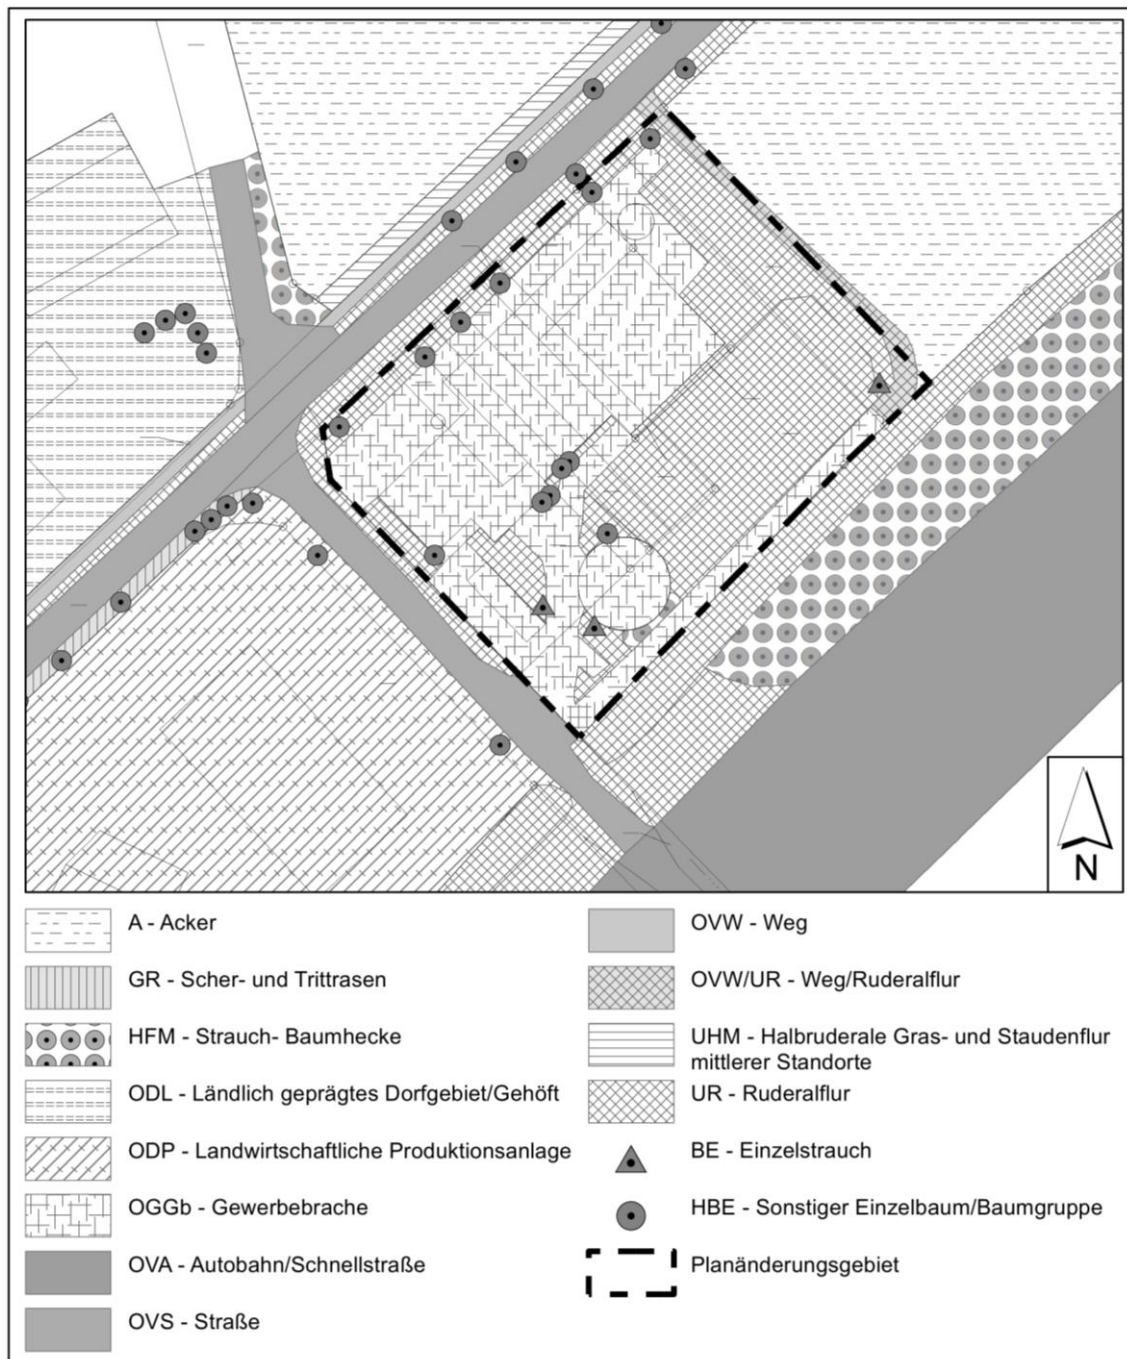 N
A - Acker
GR - Scher- und Trittrasen
HFM - Strauch- Baumhecke
ODL - Ländlich geprägtes Dorfgebiet/Gehöft
ODP - Landwirtschaftliche Produktionsanlage
OGGb - Gewerbebrache
OVA - Autobahn/Schnellstraße
OVS - Straße
OVW - Weg
OVW/UR - Weg/Ruderalflur
UHM - Halbruderale Gras- und Staudenflur
mittlerer Standorte
UR - Ruderalflur
BE - Einzelstrauch
HBE - Sonstiger Einzelbaum/Baumgruppe
Planänderungsgebiet